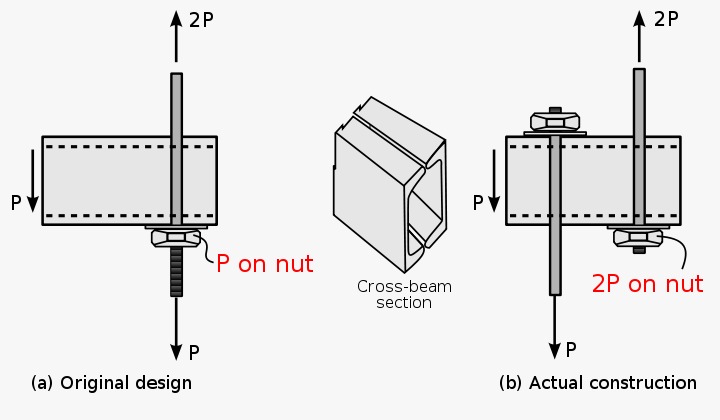 2P
2P
P
P
P on nut
2P on nut
Cross-beam
section
P
P
(a) Original design
(b) Actual construction